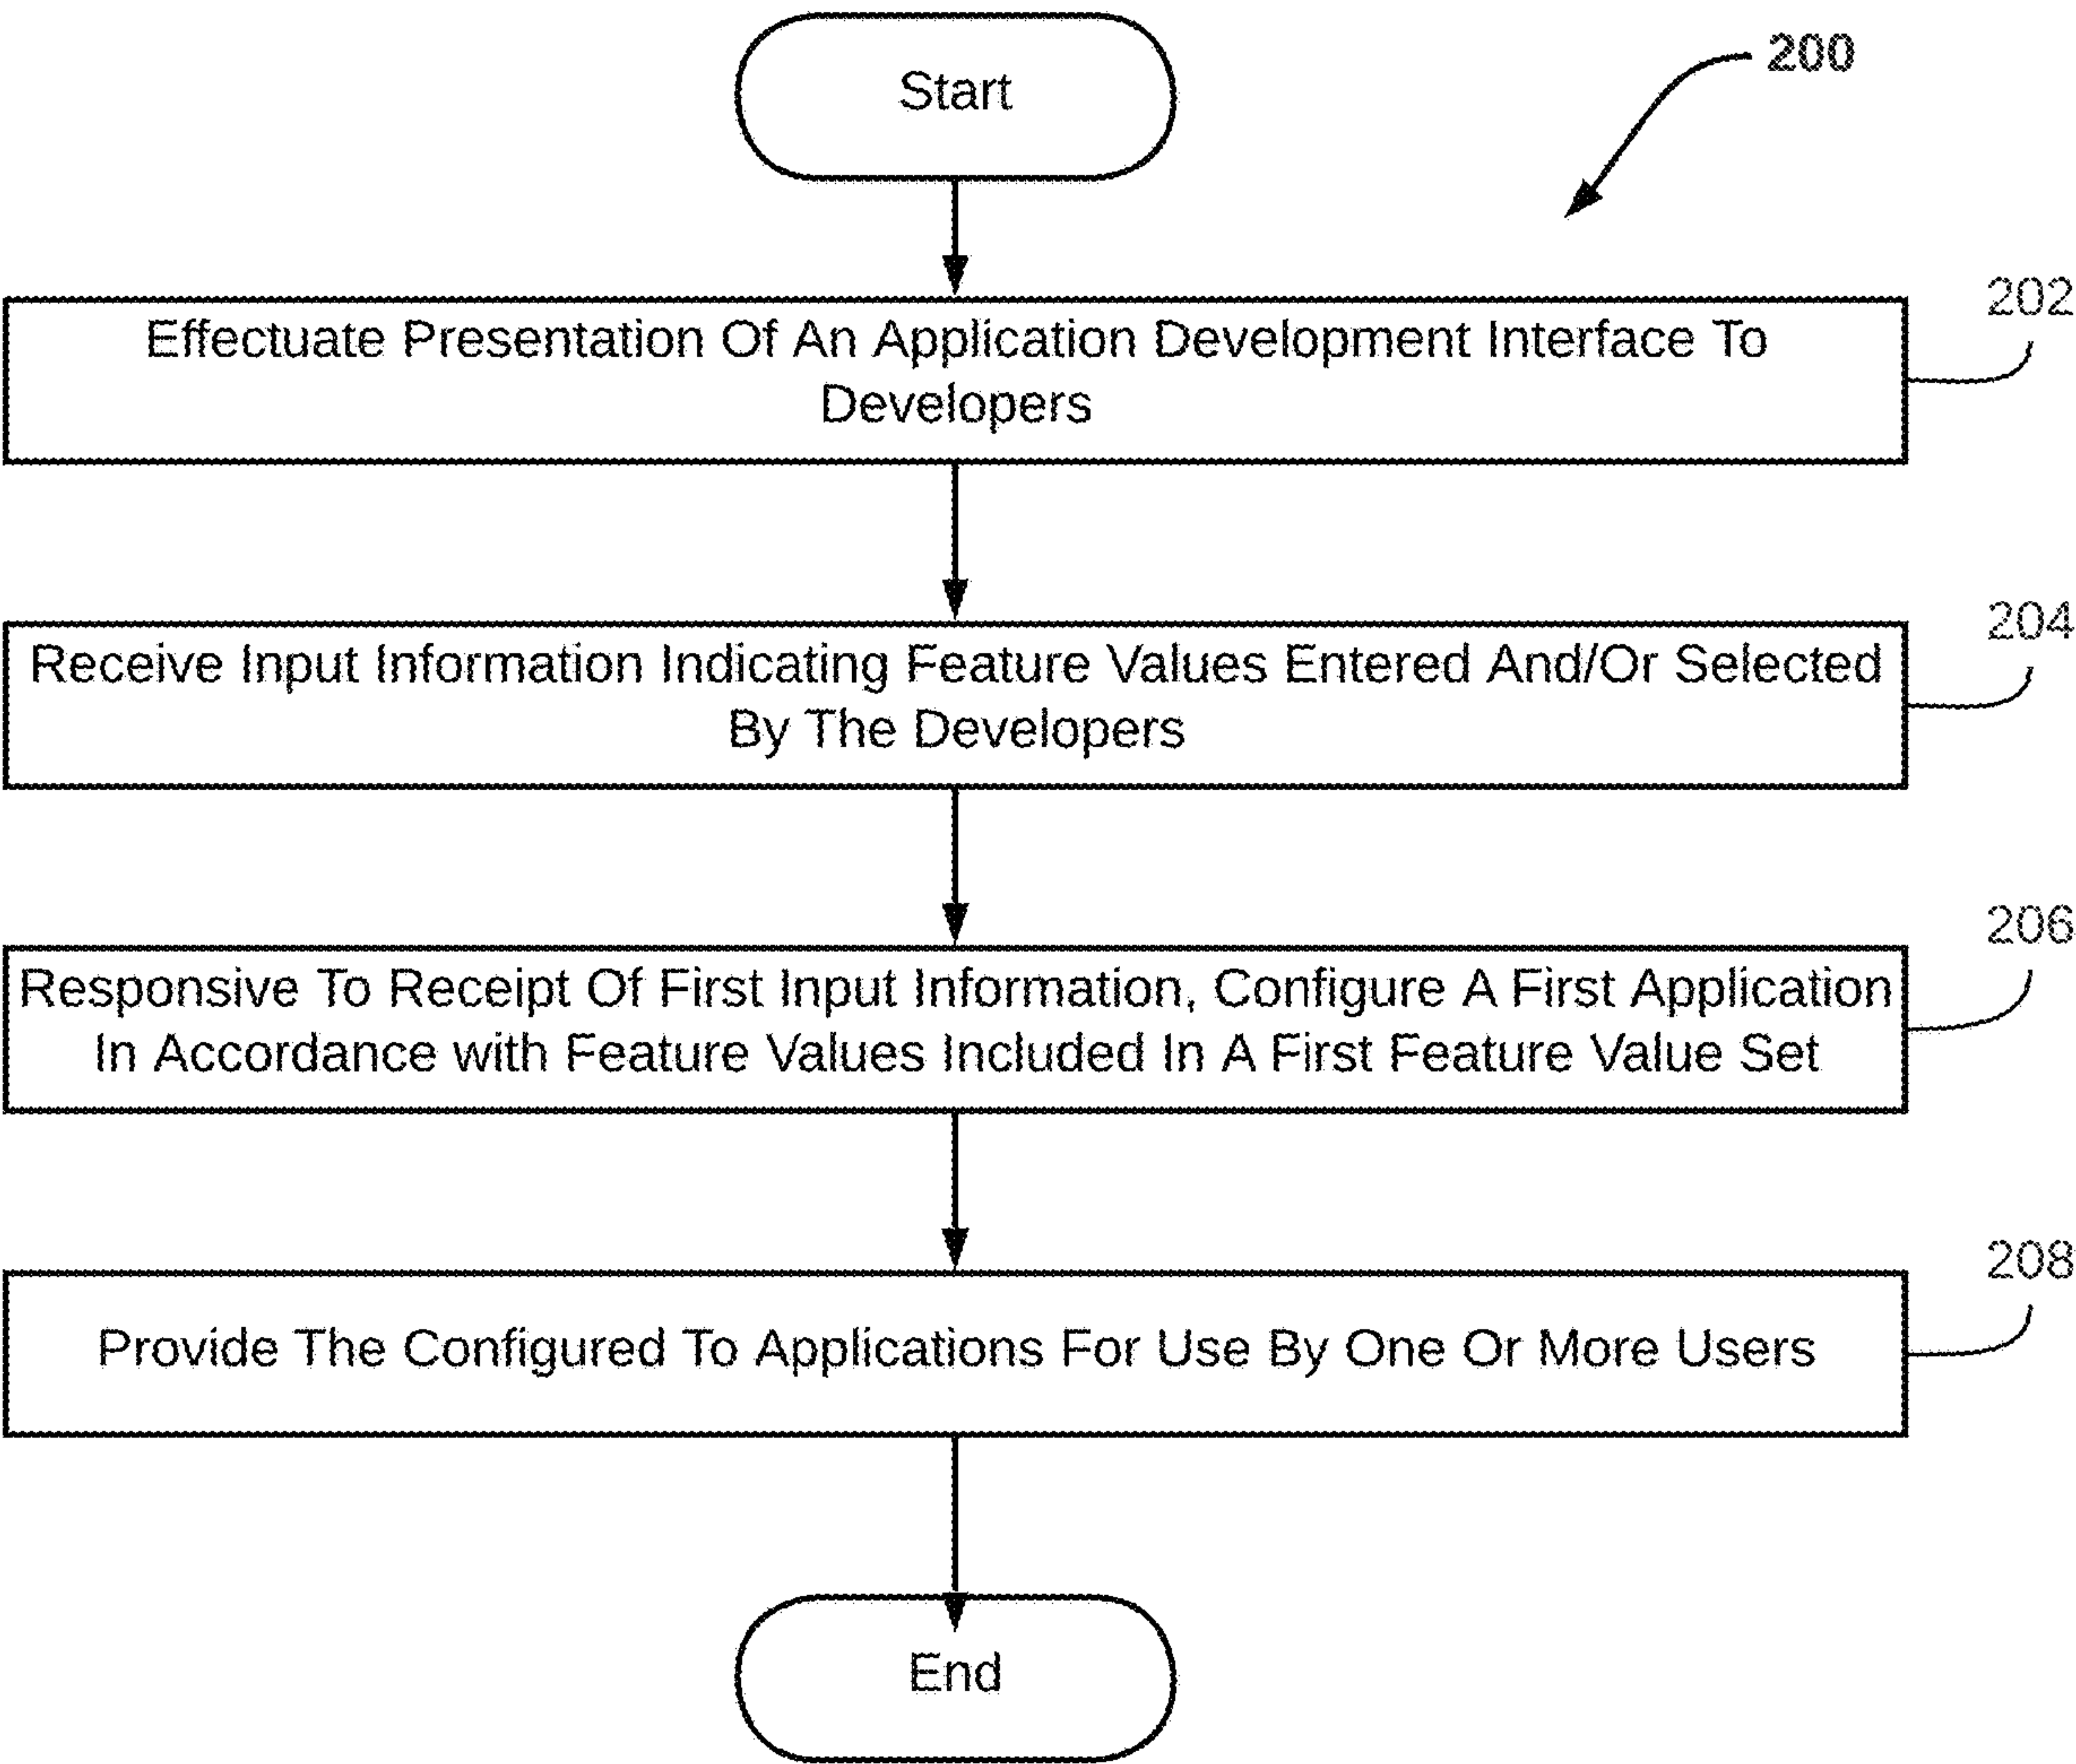 Start
200
202
Effectuate Presentation Of An Application Development Interface To
Developers
204
Receive Input Information Indicating Feature Values Entered And/Or Selected
By The Developers
206
Responsive To Receipt Of First Input Information, Configure A First Application
In Accordance with Feature Values Included In A First Feature Value Set
208
Provide The Configured To Applications For Use By One Or More Users
End